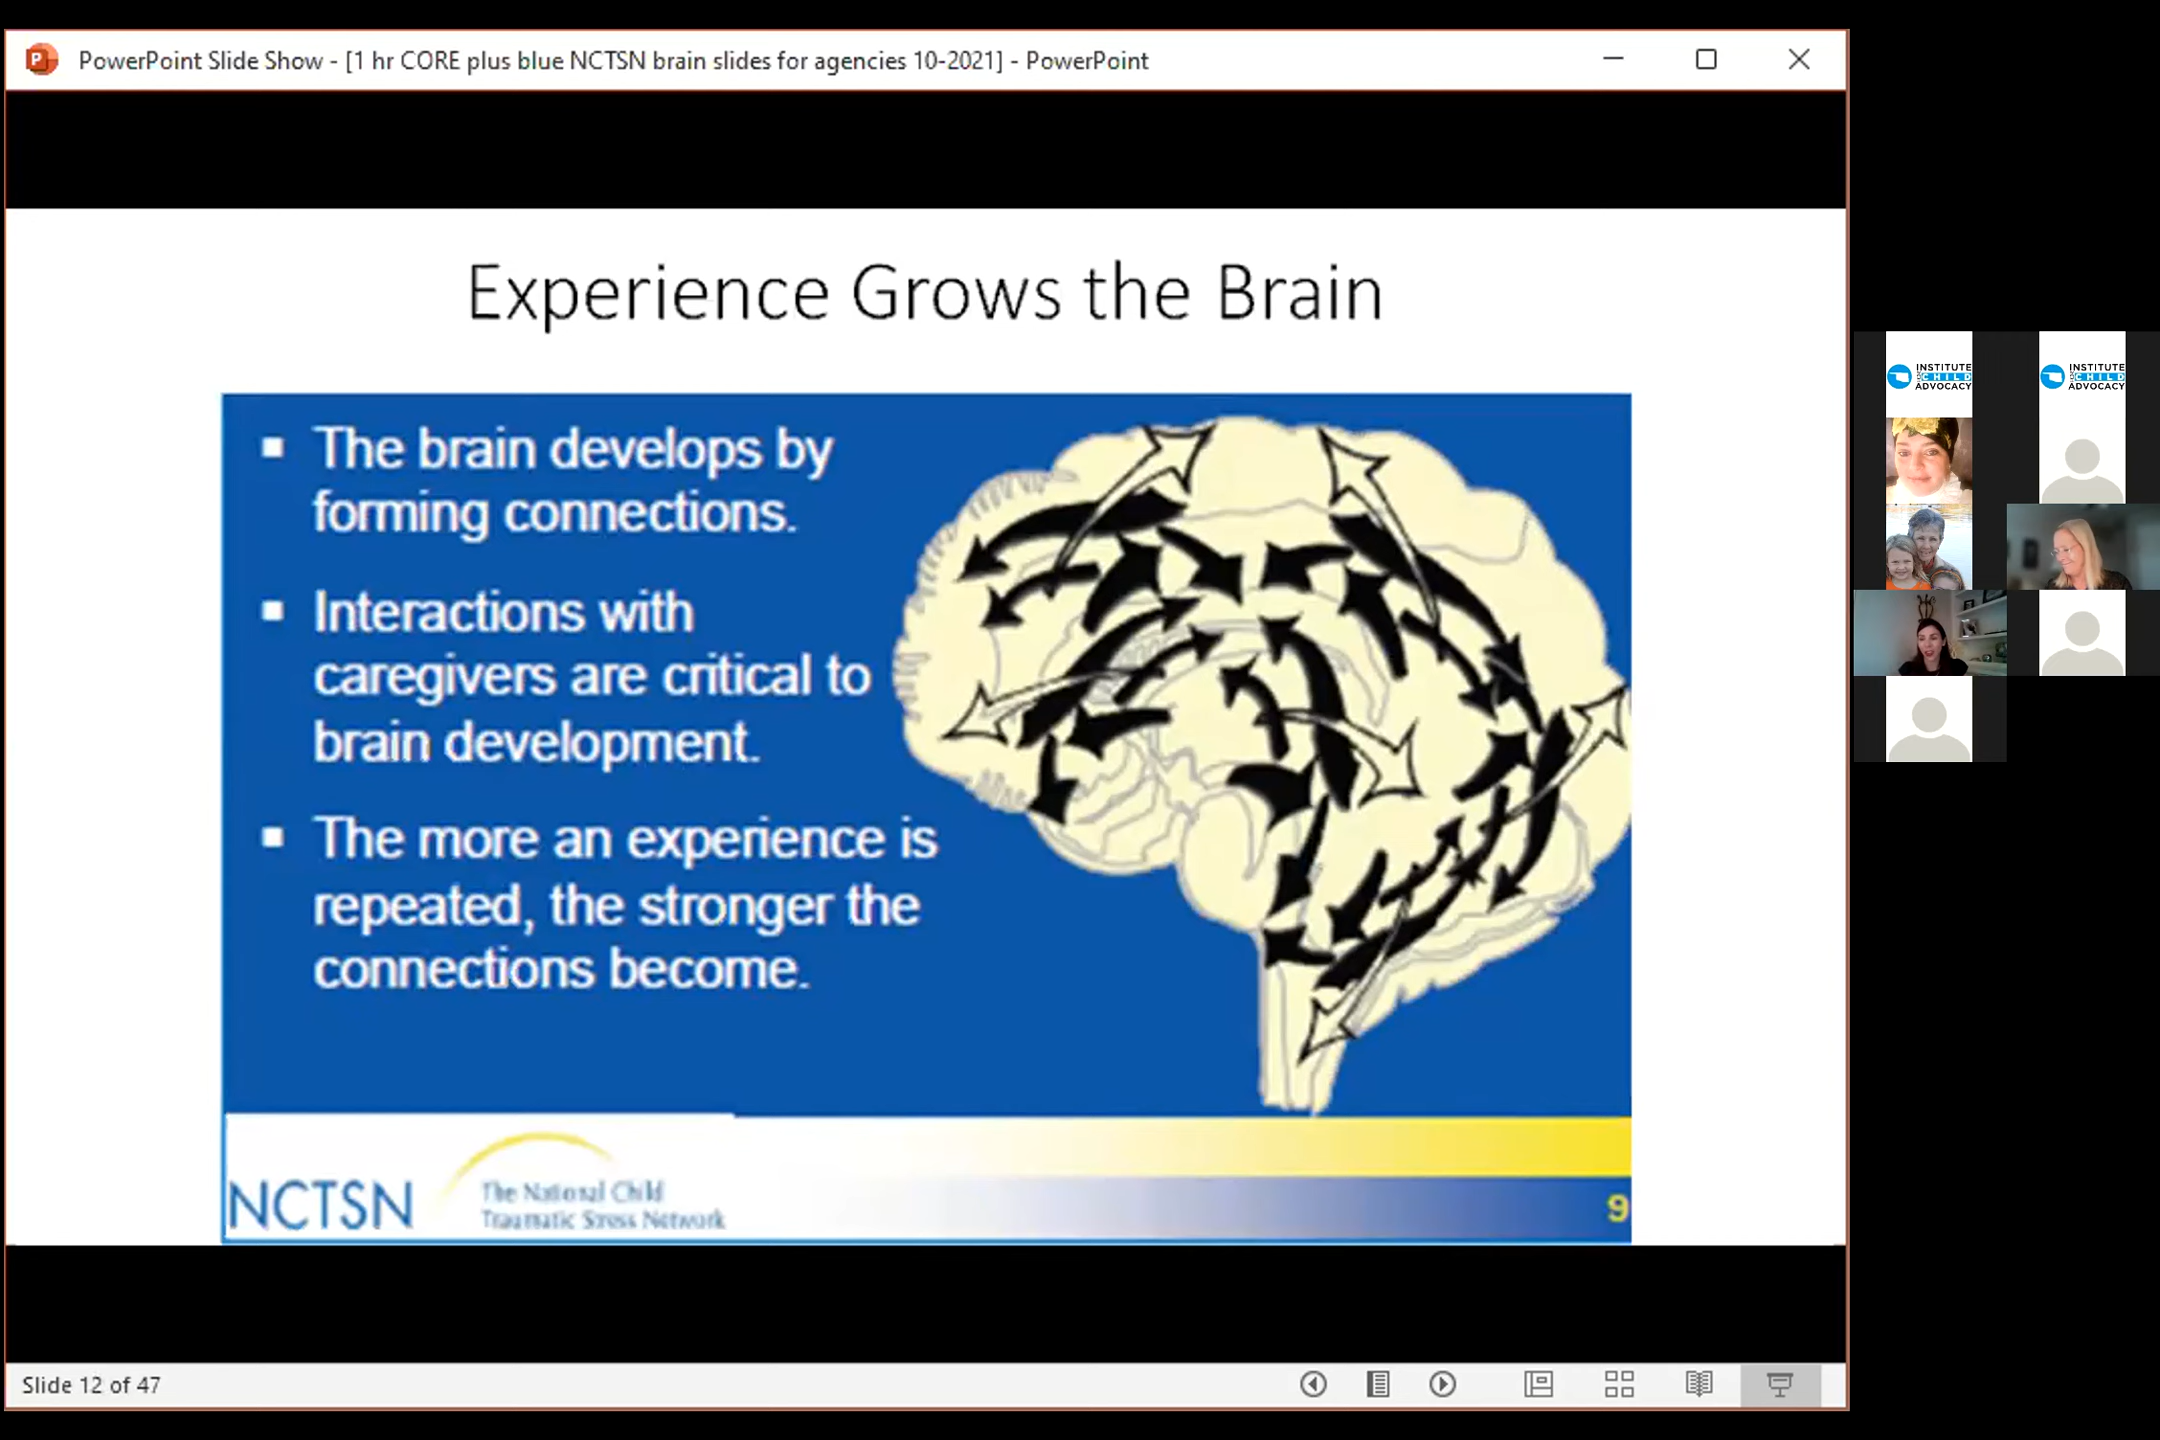 PowerPoint Slide Show - [1 hr CORE plus blue NCTSN brain slides for agencies 10-2021] - PowerPoint
Experience Grows the Brain
The brain develops by
forming connections.
Interactions with
caregivers are critical to
brain development.
The more an experience is
repeated, the stronger the
connections become.
NCTSN
The National Child
Traumatic Stress Network
9
Slide 12 of 47
INSTITUTE
CHILD
ADVOCACY
INSTITUTE
CHILD
ADVOCACY